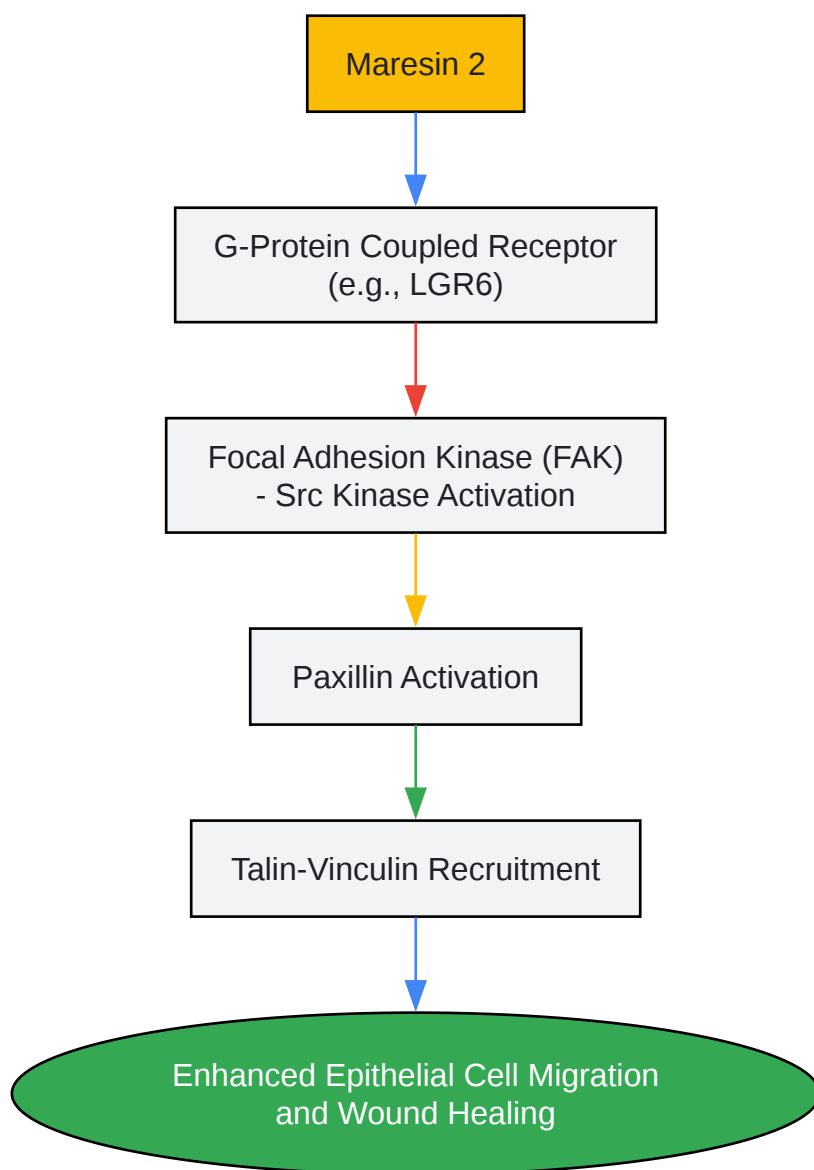 Maresin 2
G-Protein Coupled Receptor
(e.g., LGR6)
Focal Adhesion Kinase (FAK)
- Src Kinase Activation
Paxillin Activation
Talin-Vinculin Recruitment
Enhanced Epithelial Cell Migration
and Wound Healing